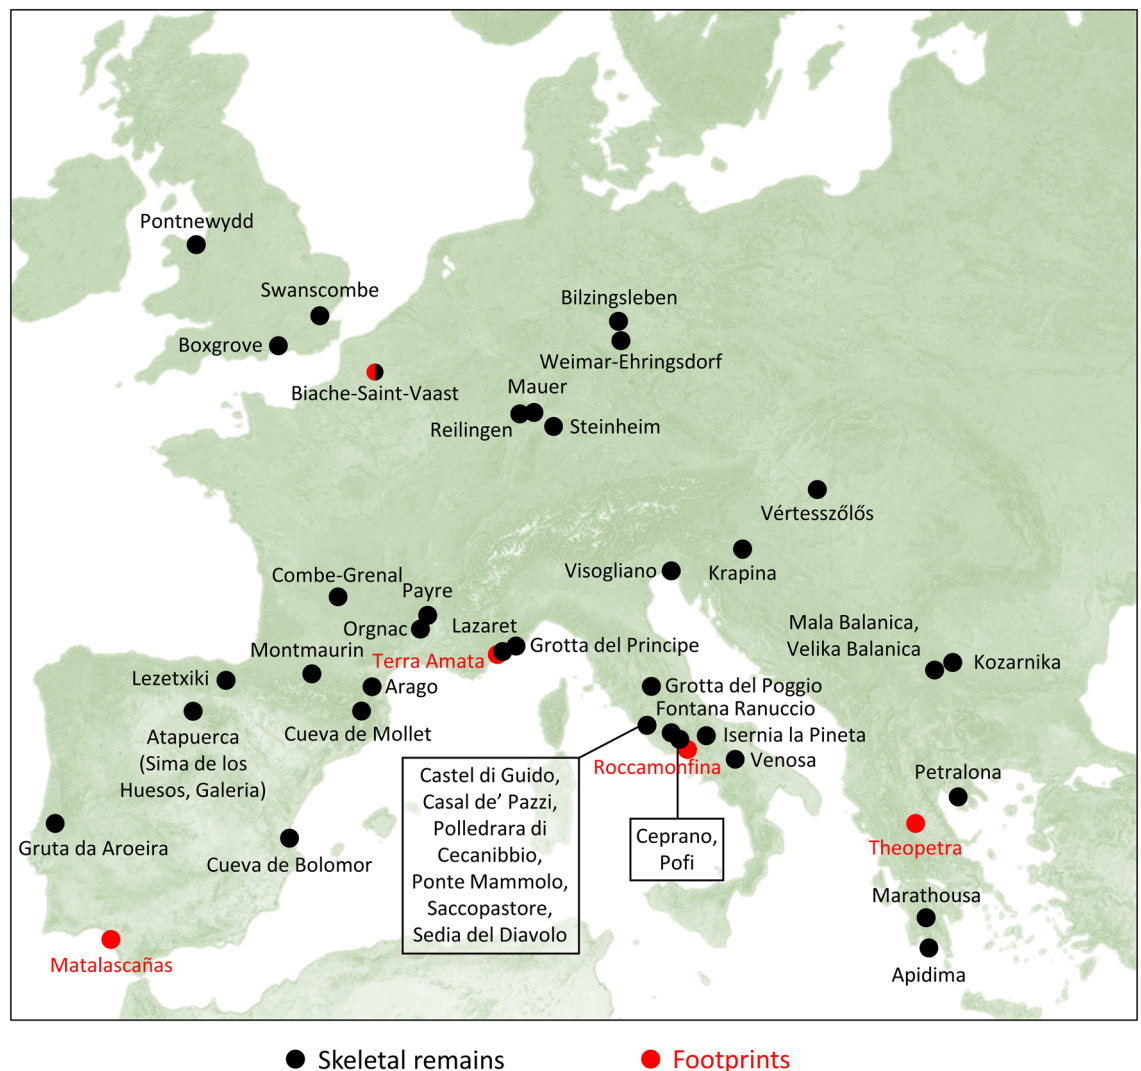 Pontnewydd
Swanscombe
Boxgrove
Bilzingsleben
Weimar-Ehringsdorf
Biache-Saint-Vaast
Mauer
Reilingen
Steinheim
Vértesszőlős
Visogliano
Krapina
Combe-Grenal
Payre
Orgnac
Lazaret
Montmaurin
Terra Amata
Grotta del Principe
Mala Balanica,
Velika Balanica
Kozarnika
Lezetxiki
Arago
Grotta del Poggio
Fontana Ranuccio
Atapuerca
(Sima de los
Huesos, Galeria)
Cueva de Mollet
Isernia la Pineta
Venosa
Roccamonfina
Castel di Guido,
Casal de’ Pazzi,
Polledrara di
Cecanibbio,
Ponte Mammolo,
Saccopastore,
Sedia del Diavolo
Ceprano,
Pofi
Petralona
Theopetra
Gruta da Aroeira
Cueva de Bolomor
Marathousa
Apidima
Matalascañas
Skeletal remains
Footprints